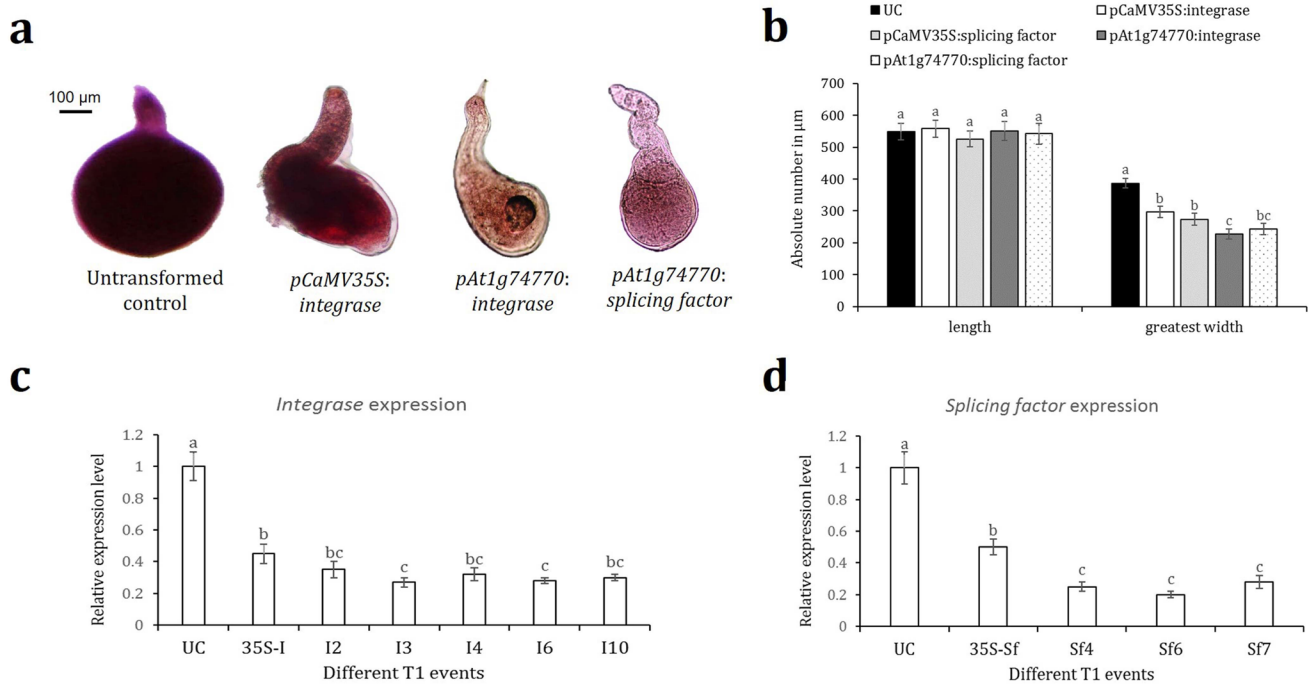 a
100 μm
Untransformed
control
pCaMV35S:
integrase
pAt1g74770:
integrase
pAt1g74770:
splicing factor
b
UC
pCaMV35S:integrase
pCaMV35S:splicing factor
pAt1g74770:integrase
pAt1g74770:splicing factor
Absolute number in μm
700
600
500
400
300
200
100
0
a a a a a
a b b c bc
length greatest width
c
Integrase expression
Relative expression level
1.2
1
0.8
0.6
0.4
0.2
0
a b bc c bc c bc
UC 35S-I I2 I3 I4 I6 I10
Different T1 events
d
Splicing factor expression
Relative expression level
1.2
1
0.8
0.6
0.4
0.2
0
a b c c c
UC 35S-Sf Sf4 Sf6 Sf7
Different T1 events